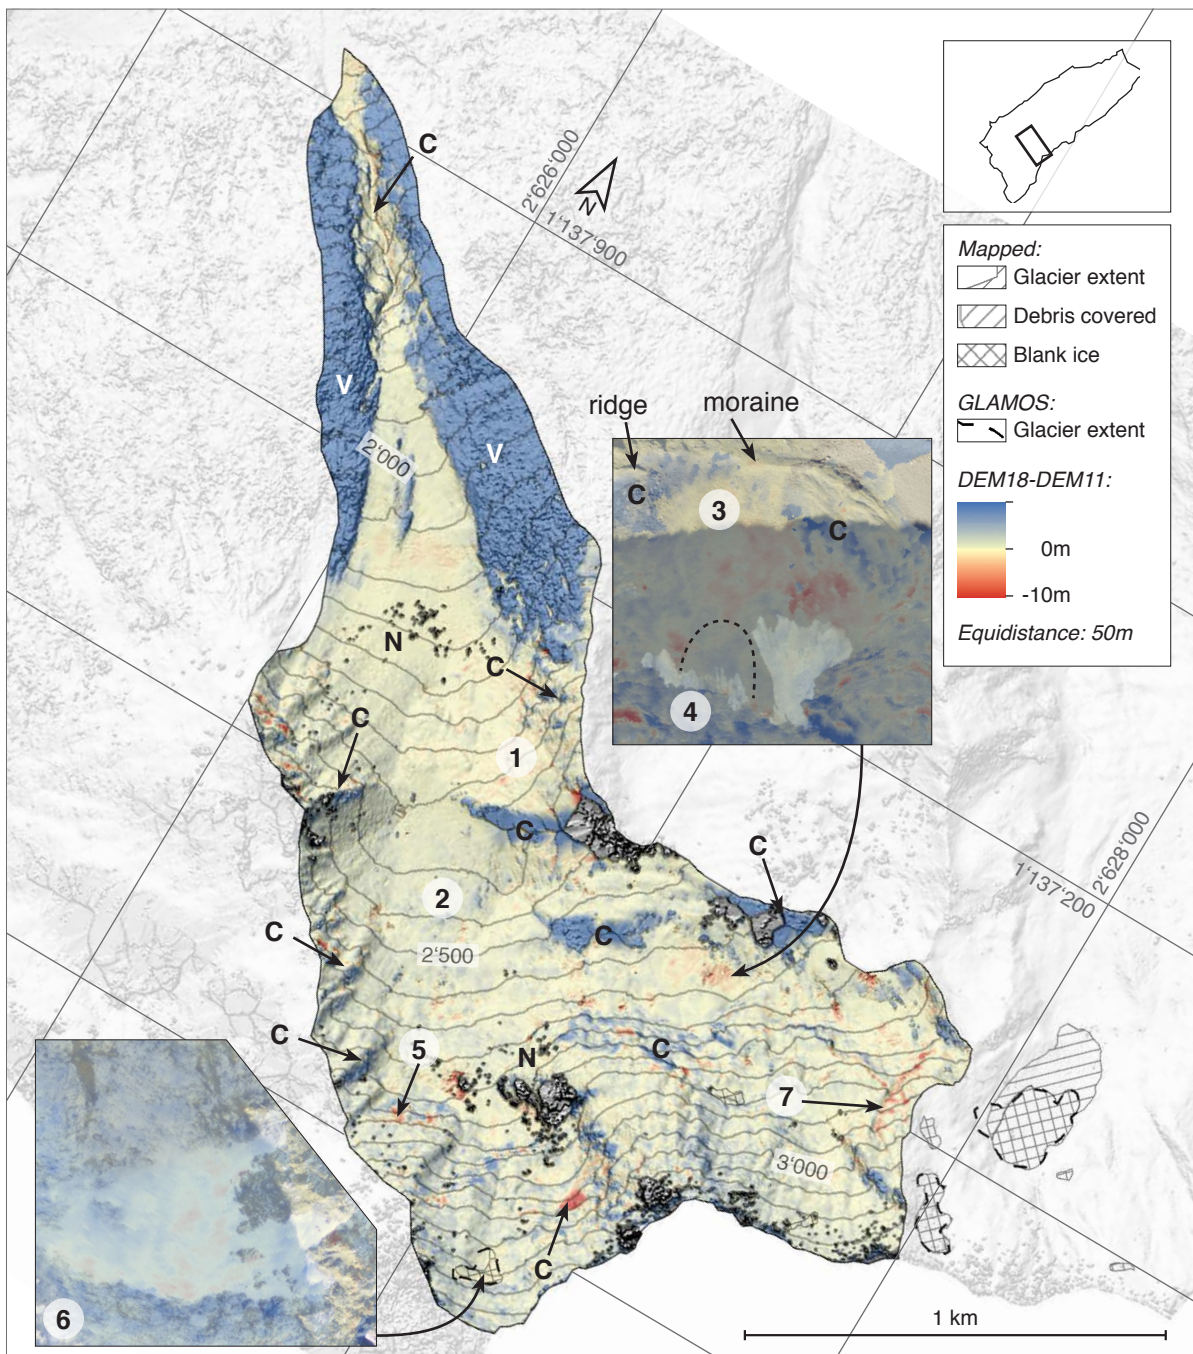 C
2'626'000
1'137'900
N
Mapped:
Glacier extent
Debris covered
Blank ice
GLAMOS:
Glacier extent
DEM18-DEM11:
0m
-10m
Equidistance: 50m
V
V
2'000
ridge
moraine
C
3
C
4
N
C
C
1
C
C
2
C
2'500
C
2'628'000
1'137'200
C
5
N
C
7
3'000
C
6
1 km